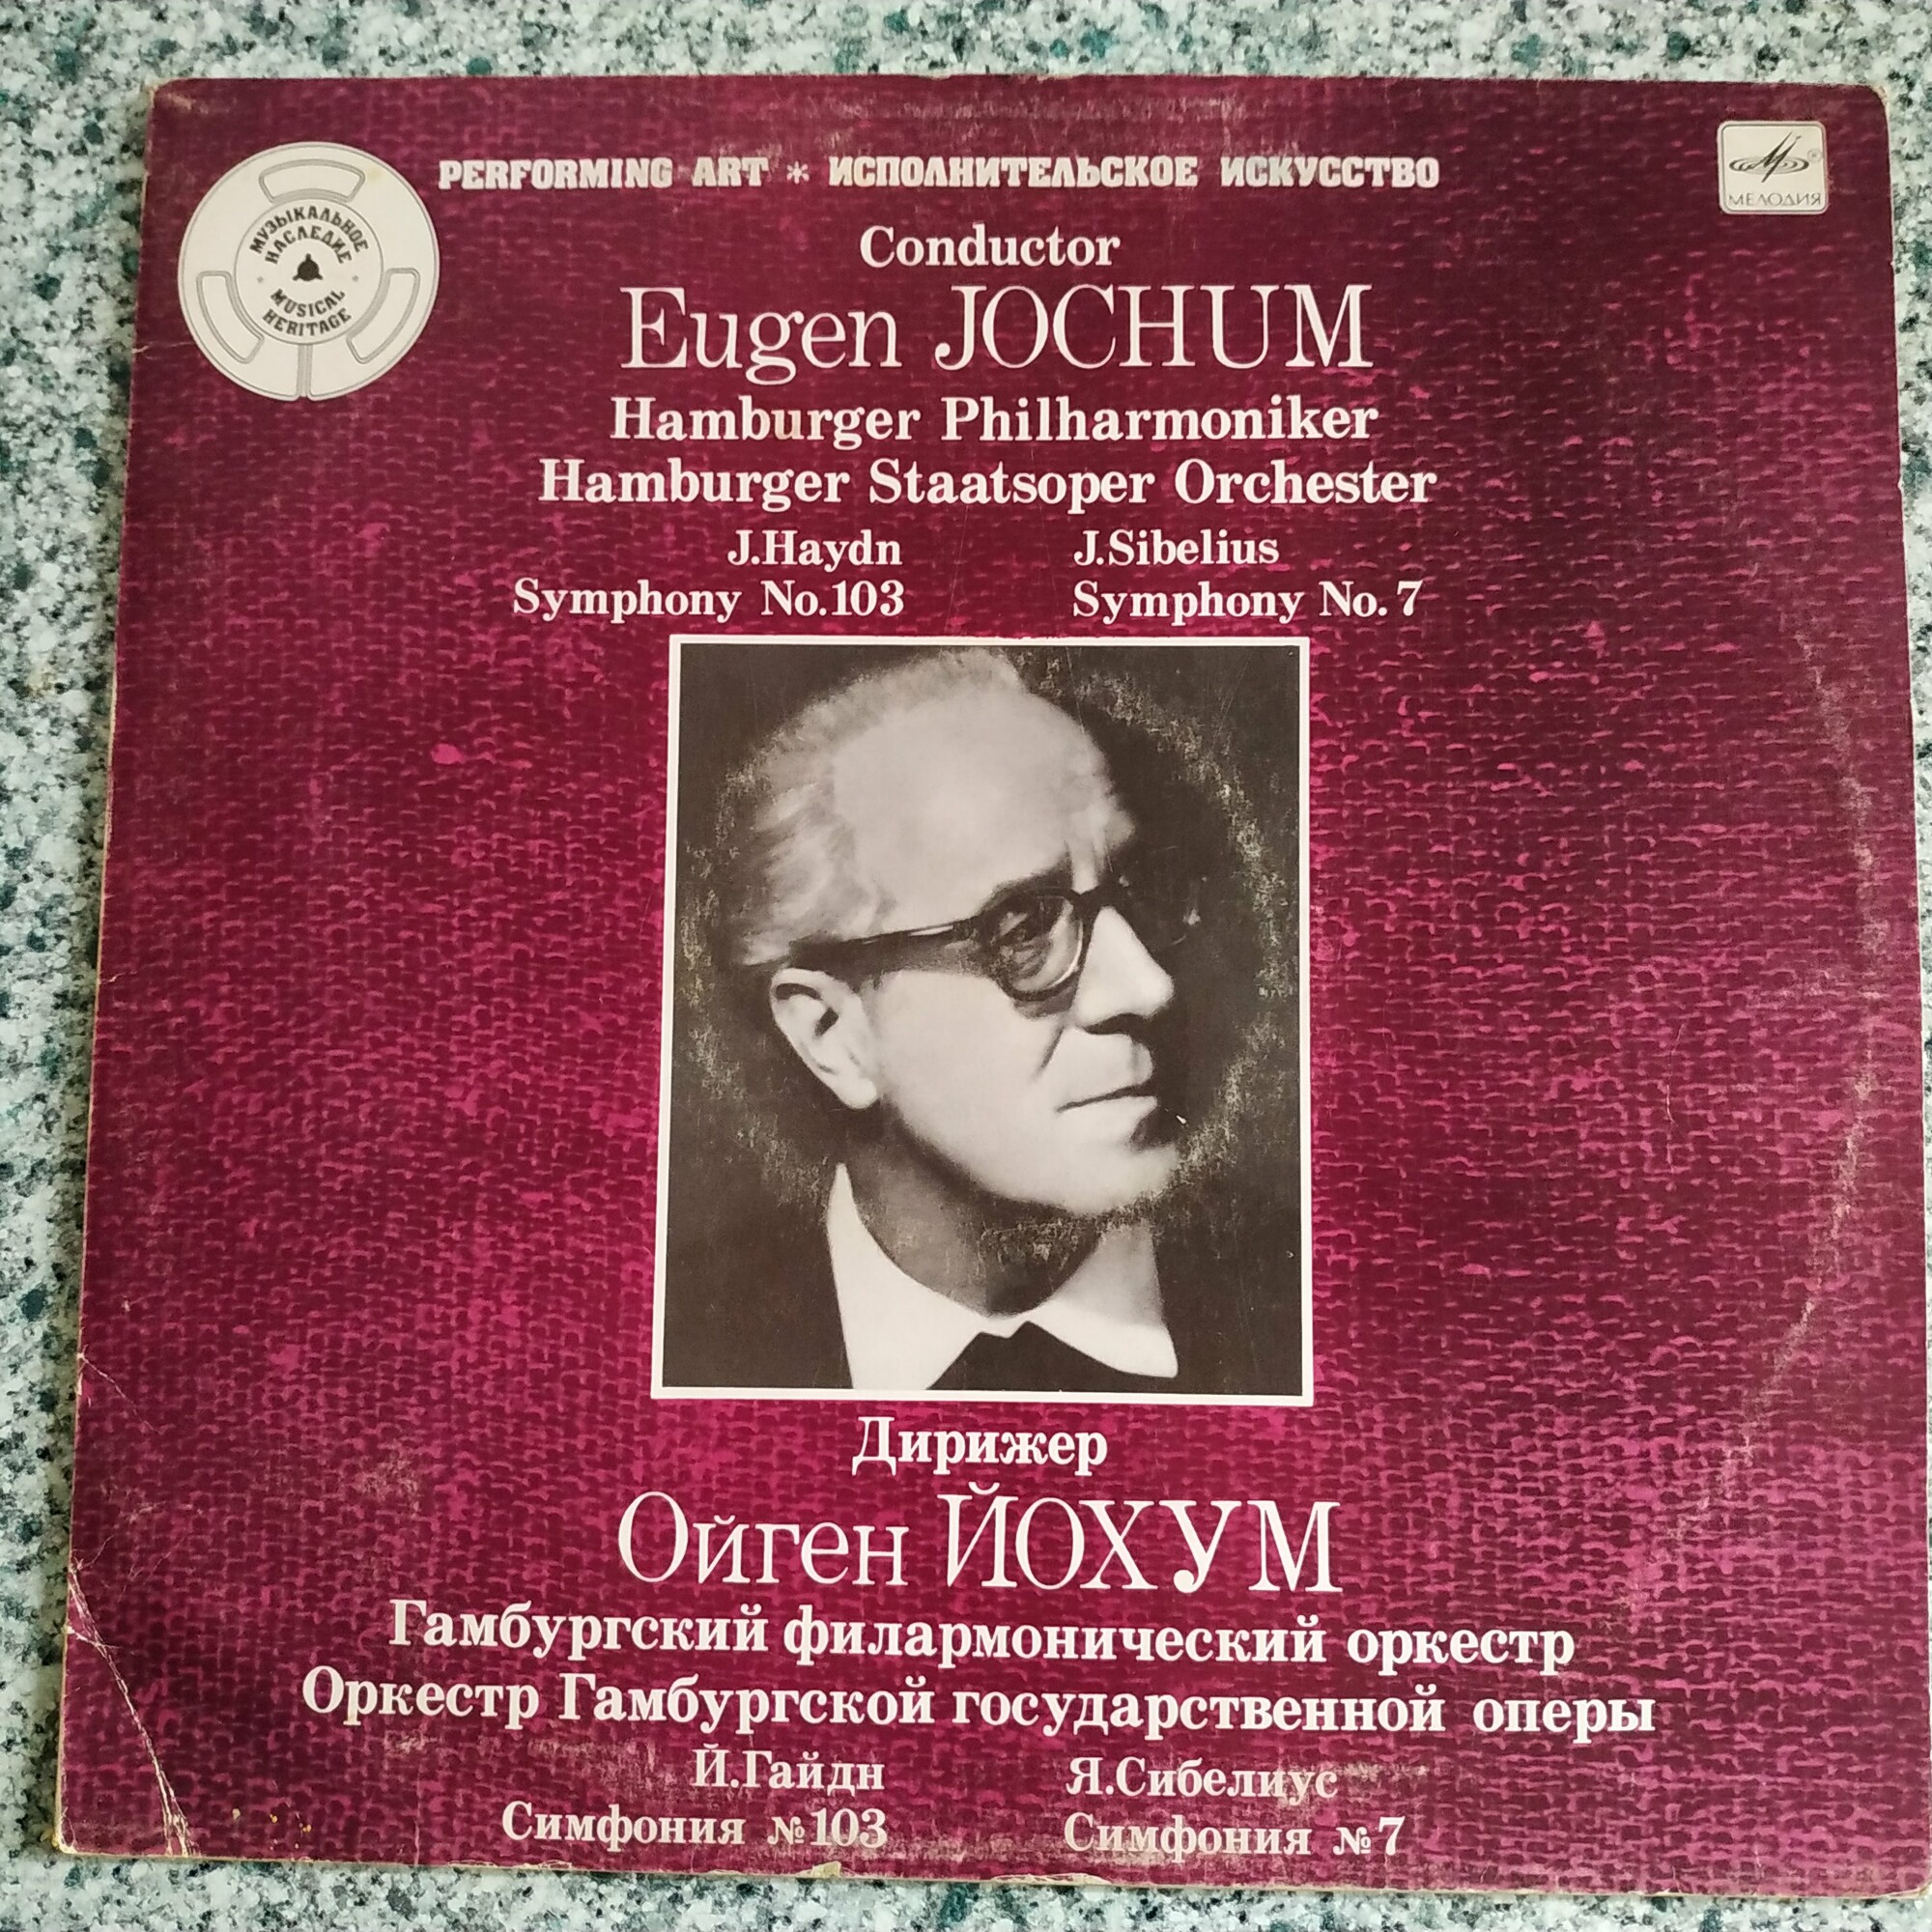 PERFORMING ART * ИСПОЛНИТЕЛЬСКОЕ ИСКУССТВО
МЕЛОДИЯ
МУЗЫКАЛЬНОЕ
НАСЛЕДИЕ
MUSICAL
HERITAGE
Conductor
Eugen JOCHUM
Hamburger Philharmoniker
Hamburger Staatsoper Orchester
J.Haydn J.Sibelius
Symphony No.103 Symphony No.7
Дирижер
Ойген ЙОХУМ
Гамбургский филармонический оркестр
Оркестр Гамбургской государственной оперы
Й.Гайдн Я.Сибелиус
Симфония №103 Симфония №7